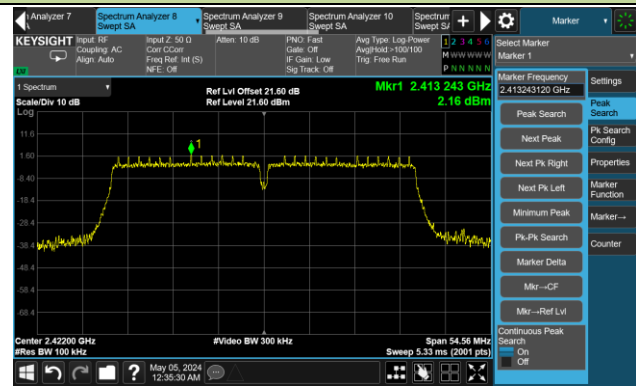 t Analyzer 7
Spectrum Analyzer 8
Swept SA
Spectrum Analyzer 9
Swept SA
Spectrum Analyzer 10
Swept SA
Spectrum
Swept SA
Marker
KEYSIGHT
Input: RF
Coupling: AC
Align: Auto
Input Z: 50 Ω
Corr CCorr
Freq Ref: Int (S)
NFE: Off
Atten: 10 dB
PNO: Fast
Gate: Off
IF Gain: Low
Sig Track: Off
Avg Type: Log-Power
Avg|Hold:>100/100
Trig: Free Run
1 2 3 4 5 6
M W W W W W
P N N N N N
Select Marker
Marker 1
1 Spectrum
Scale/Div 10 dB
Log
Ref Lvl Offset 21.60 dB
Ref Level 21.60 dBm
Mkr1 2.413 243 GHz
2.16 dBm
11.6
1.60
-8.40
-18.4
-28.4
-38.4
-48.4
-58.4
-68.4
1
Center 2.42200 GHz
#Res BW 100 kHz
#Video BW 300 kHz
Span 54.56 MHz
Sweep 5.33 ms (2001 pts)
Marker Frequency
2.413243120 GHz
Peak Search
Next Peak
Next Pk Right
Next Pk Left
Minimum Peak
Pk-Pk Search
Marker Delta
Mkr→CF
Mkr→Ref Lvl
Continuous Peak
Search
On
Off
Settings
Peak
Search
Pk Search
Config
Properties
Marker
Function
Marker→
Counter
May 05, 2024
12:35:30 AM